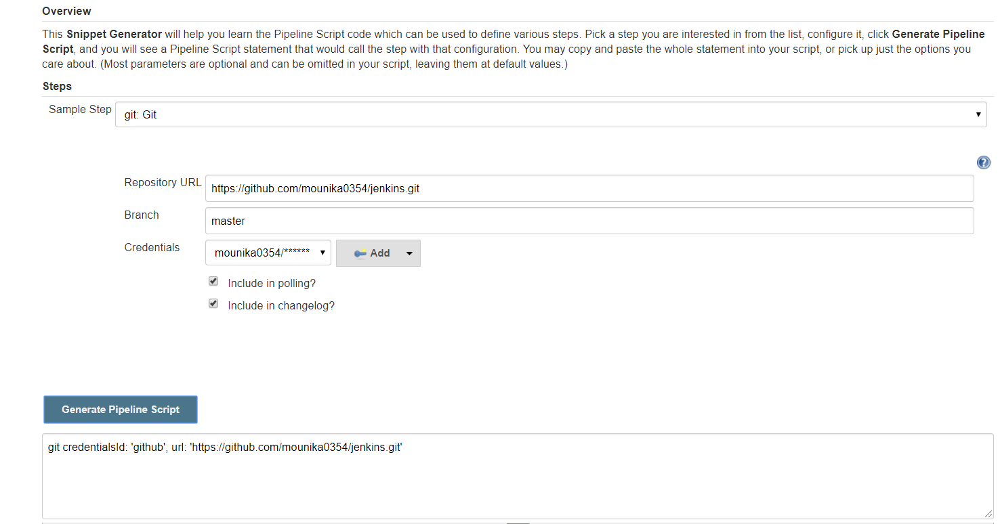 Overview
This Snippet Generator will help you learn the Pipeline Script code which can be used to define various steps. Pick a step you are interested in from the list, configure it, click Generate Pipeline
Script, and you will see a Pipeline Script statement that would call the step with that configuration. You may copy and paste the whole statement into your script, or pick up just the options you
care about. (Most parameters are optional and can be omitted in your script, leaving them at default values.)
Steps
Sample Step git: Git
Repository URL https://github.com/mounika0354/jenkins.git
Branch master
Credentials mounika0354/****** Add
Include in polling?
Include in changelog?
Generate Pipeline Script
git credentialsId: 'github', url: 'https://github.com/mounika0354/jenkins.git'